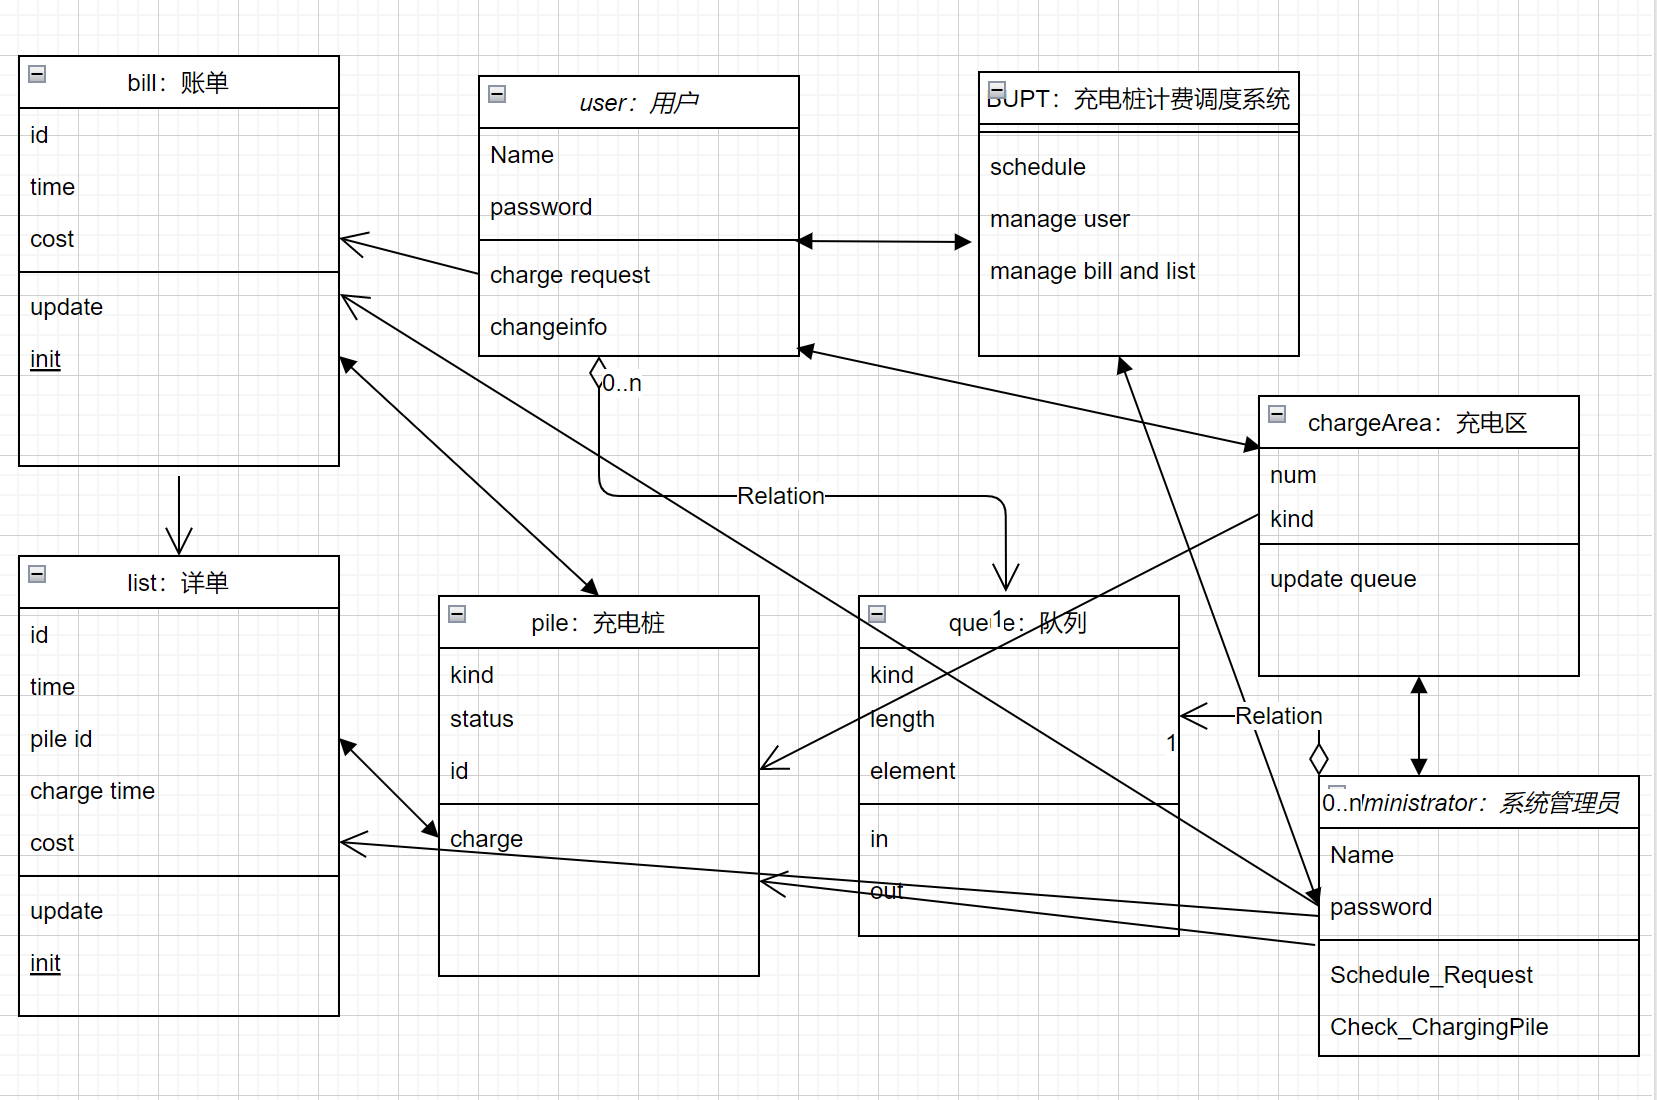 bill：账单
id
time
cost
update
init
user：用户
Name
password
charge request
changeinfo
0..n
BUPT：充电桩计费调度系统
schedule
manage user
manage bill and list
Relation
chargeArea：充电区
num
kind
update queue
list：详单
id
time
pile id
charge time
cost
update
init
pile：充电桩
kind
status
id
charge
1
queue：队列
kind
length
element
in
out
Relation
1
0..n
ministrator：系统管理员
Name
password
Schedule_Request
Check_ChargingPile